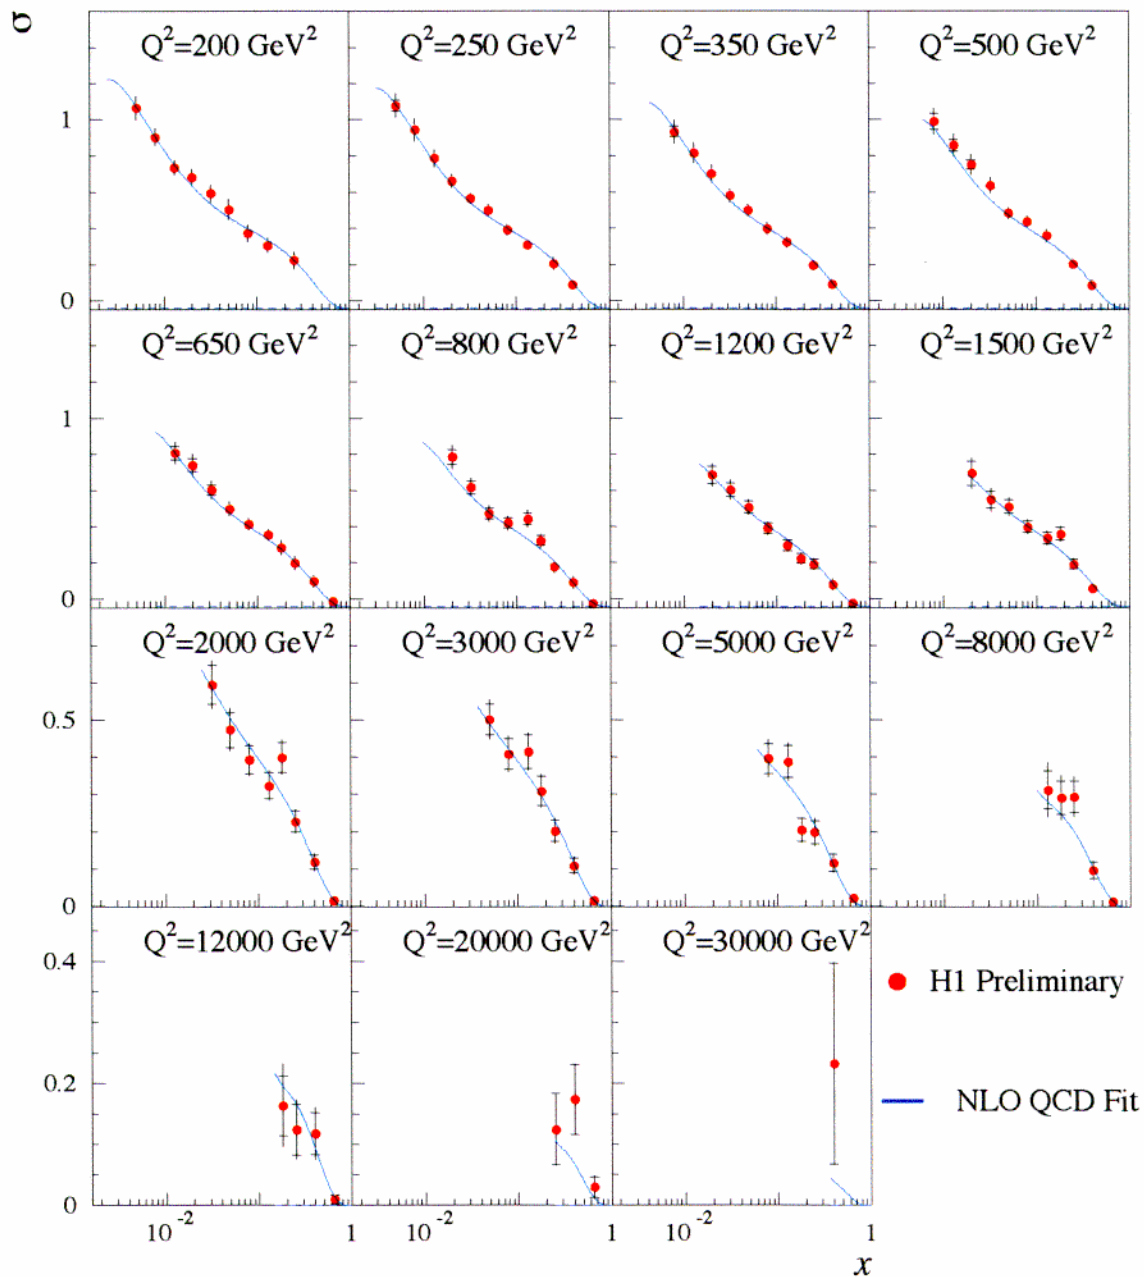 σ
Q²=200 GeV²
Q²=250 GeV²
Q²=350 GeV²
Q²=500 GeV²
1
0
Q²=650 GeV²
Q²=800 GeV²
Q²=1200 GeV²
Q²=1500 GeV²
1
0
Q²=2000 GeV²
Q²=3000 GeV²
Q²=5000 GeV²
Q²=8000 GeV²
0.5
0
Q²=12000 GeV²
Q²=20000 GeV²
Q²=30000 GeV²
0.4
H1 Preliminary
0.2
NLO QCD Fit
0
10⁻² 1 10⁻² 1 10⁻² 1
x